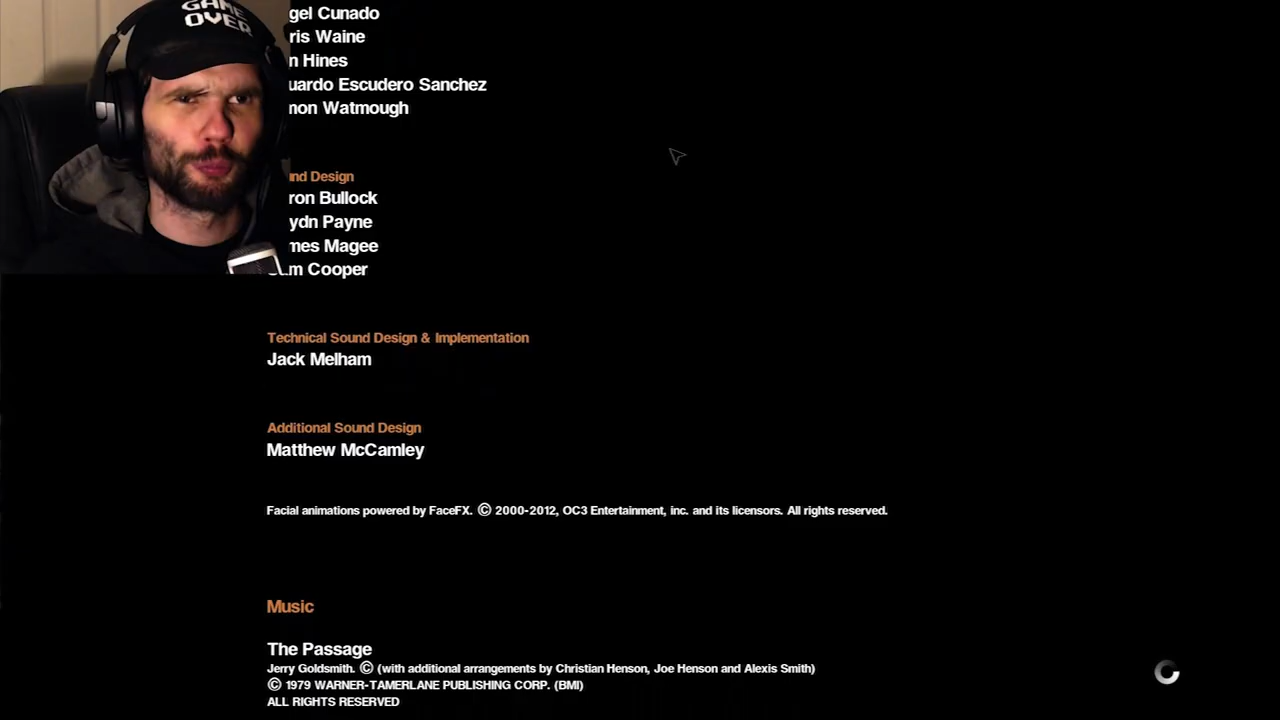 GAME
OVER
gel Cunado
ris Waine
n Hines
uardo Escudero Sanchez
mon Watmough
nd Design
ron Bullock
ydn Payne
mes Magee
m Cooper
Technical Sound Design & Implementation
Jack Melham
Additional Sound Design
Matthew McCamley
Facial animations powered by FaceFX. © 2000-2012, OC3 Entertainment, inc. and its licensors. All rights reserved.
Music
The Passage
Jerry Goldsmith. © (with additional arrangements by Christian Henson, Joe Henson and Alexis Smith)
© 1979 WARNER-TAMERLANE PUBLISHING CORP. (BMI)
ALL RIGHTS RESERVED